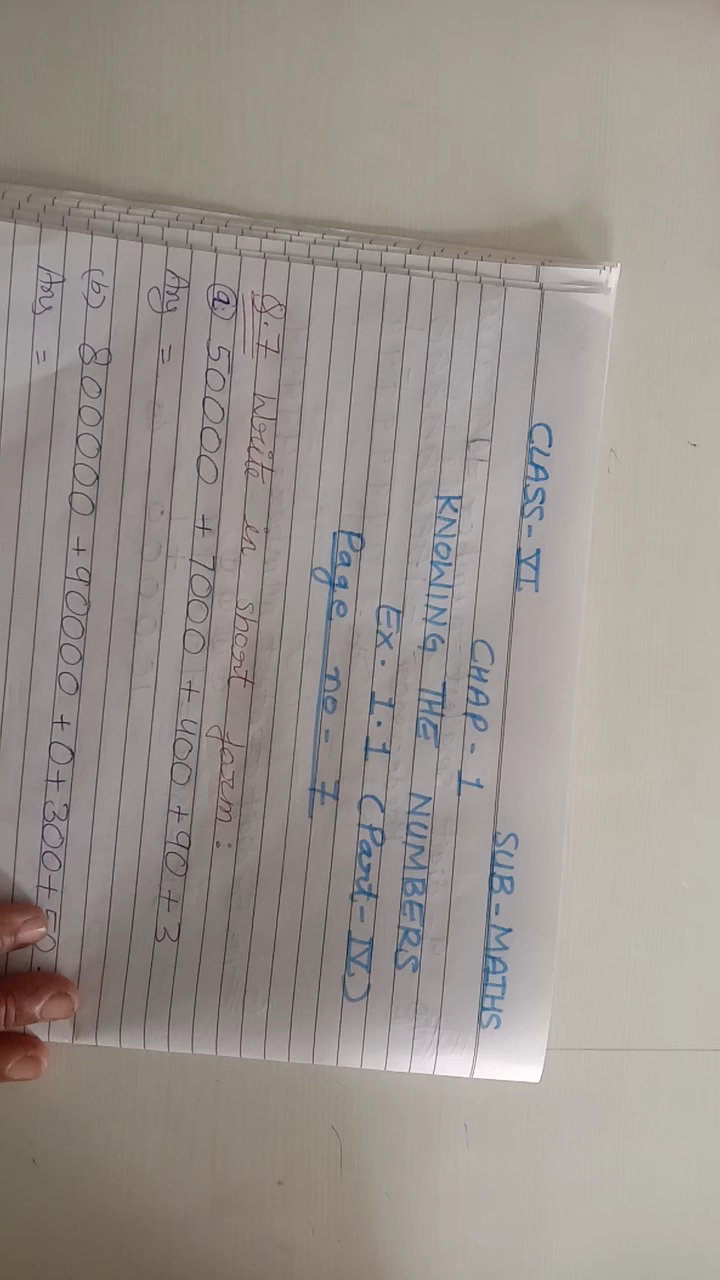 CLASS - VI SUB - MATHS
CHAP - 1
KNOWING THE NUMBERS
Ex. 1.1 (Part - IV)
Page no - 7
Q.7 Write in short form:
(a) 50000 + 7000 + 400 + 90 + 3
Ans =
(b) 800000 + 90000 + 0 + 300 + 50
Ans =